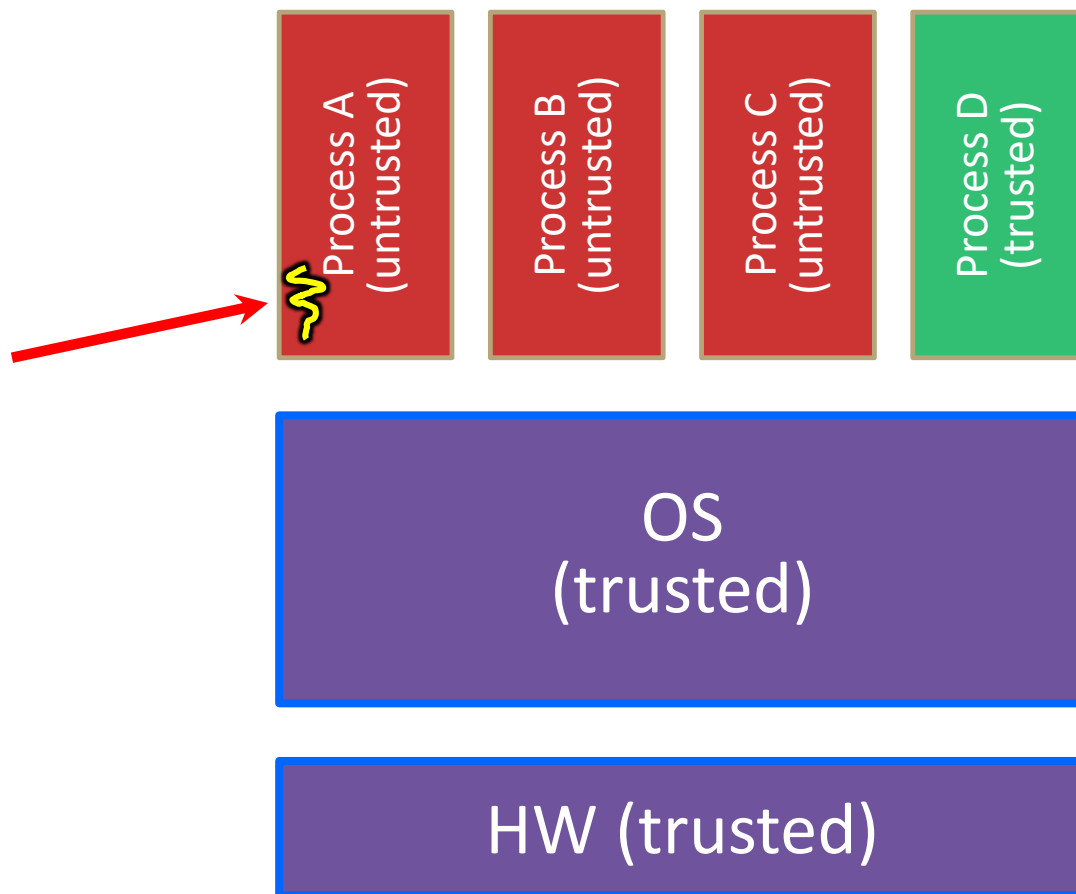 Process A
(untrusted)
Process B
(untrusted)
Process C
(untrusted)
Process D
(trusted)
OS
(trusted)
HW (trusted)